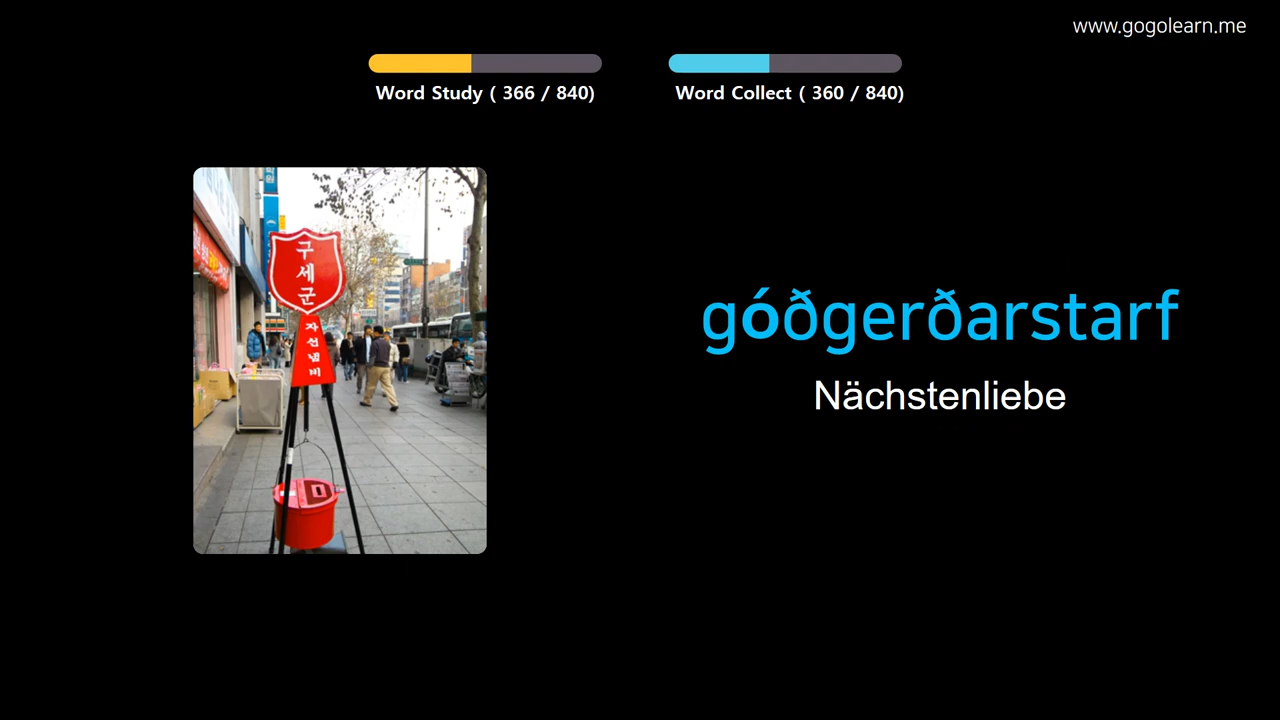 www.gogolearn.me
Word Study ( 366 / 840)
Word Collect ( 360 / 840)
구
세
군
자
선
냄
비
góðgerðarstarf
Nächstenliebe